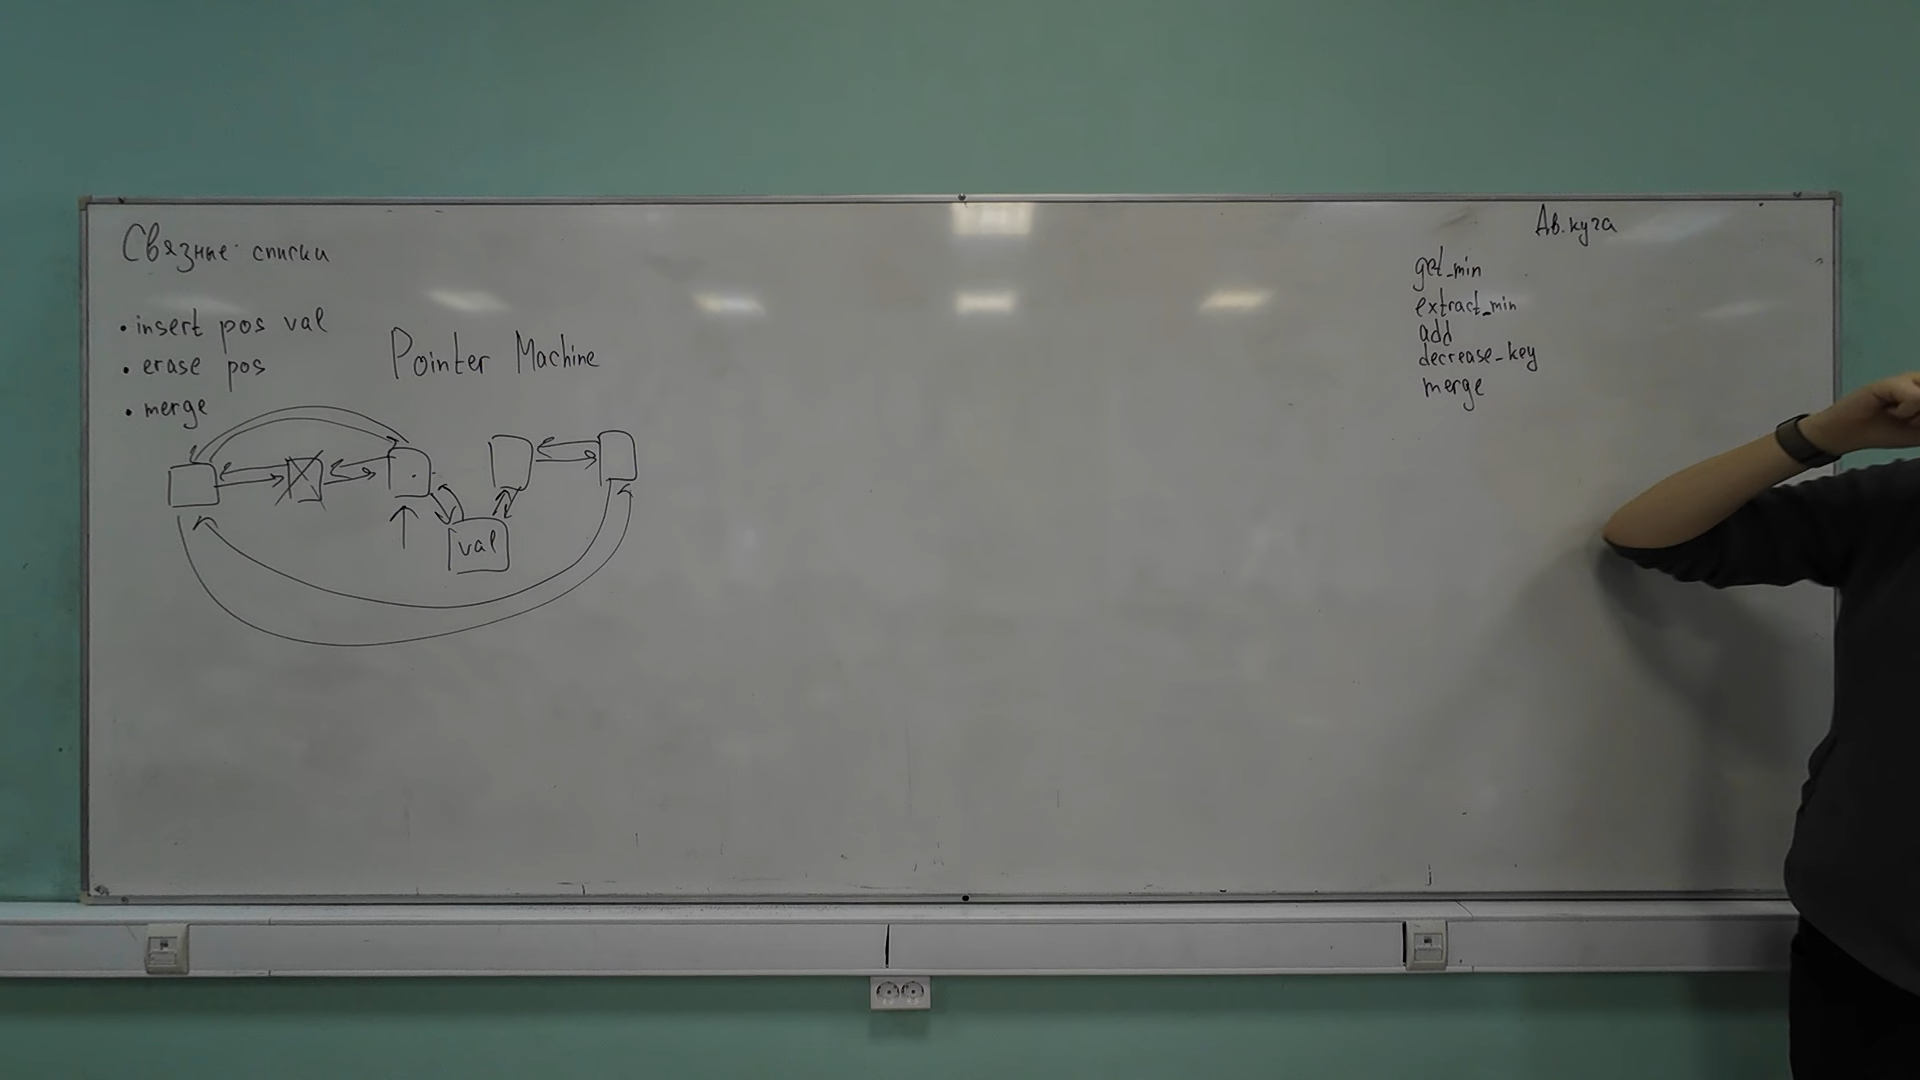 Связные списки
• insert pos val
• erase pos
• merge
Pointer Machine
val
Дв. куча
get_min
extract_min
add
decrease_key
merge